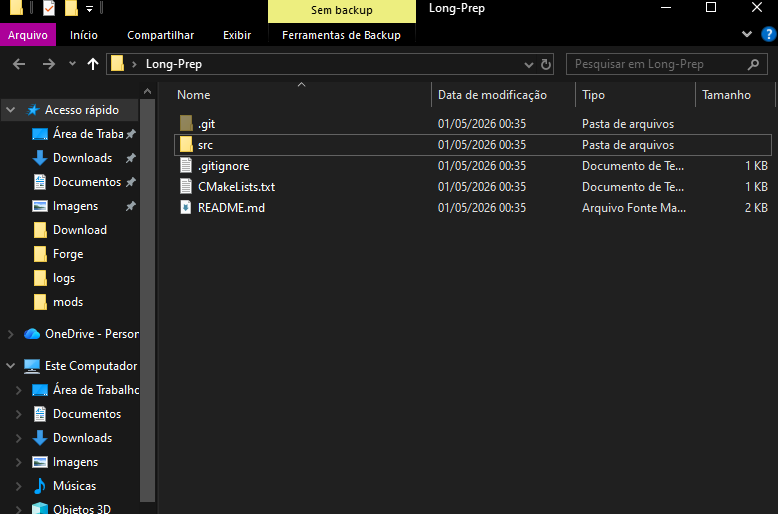 Sem backup
Long-Prep
Arquivo Início Compartilhar Exibir Ferramentas de Backup
Long-Prep
Pesquisar em Long-Prep
Acesso rápido
Área de Traba
Downloads
Documentos
Imagens
Download
Forge
logs
mods
OneDrive - Person
Este Computador
Área de Trabalho
Documentos
Downloads
Imagens
Músicas
Objetos 3D
Nome Data de modificação Tipo Tamanho
.git 01/05/2026 00:35 Pasta de arquivos
src 01/05/2026 00:35 Pasta de arquivos
.gitignore 01/05/2026 00:35 Documento de Te... 1 KB
CMakeLists.txt 01/05/2026 00:35 Documento de Te... 1 KB
README.md 01/05/2026 00:35 Arquivo Fonte Ma... 2 KB